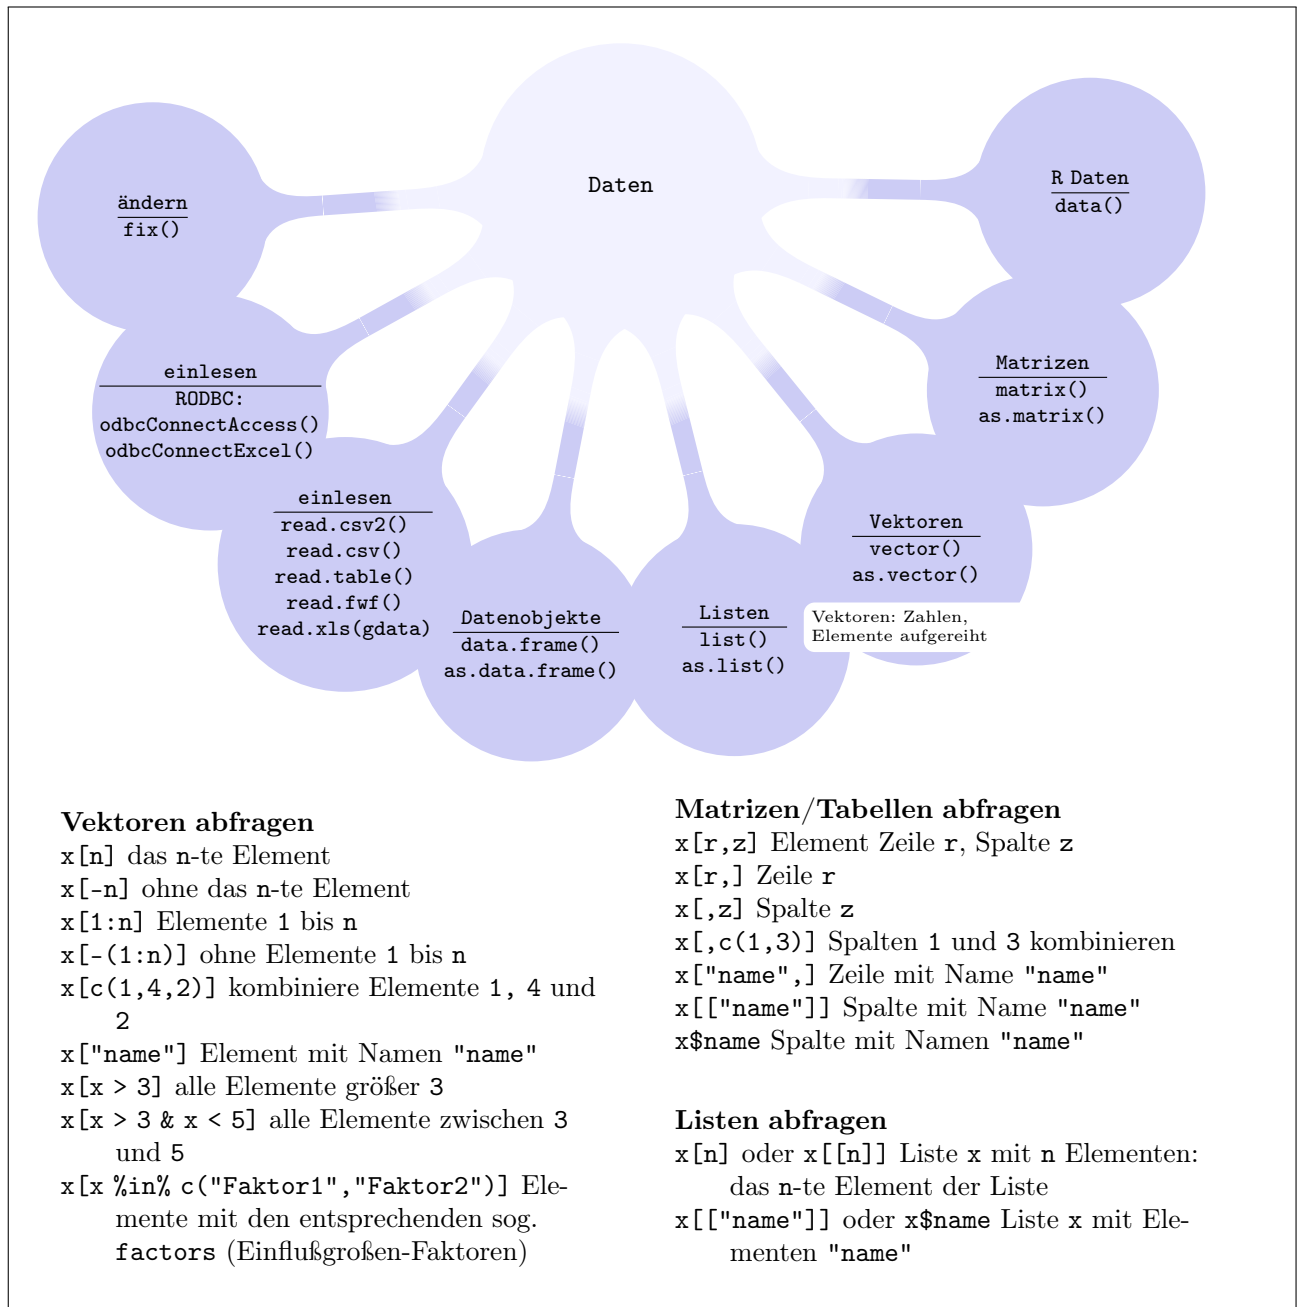 Daten
ändern
fix()
einlesen
RODBC:
odbcConnectAccess()
odbcConnectExcel()
einlesen
read.csv2()
read.csv()
read.table()
read.fwf()
read.xls(gdata)
Datenobjekte
data.frame()
as.data.frame()
Listen
list()
as.list()
Vektoren
vector()
as.vector()
Vektoren: Zahlen,
Elemente aufgereiht
Matrizen
matrix()
as.matrix()
R Daten
data()
Vektoren abfragen
x[n] das n-te Element
x[-n] ohne das n-te Element
x[1:n] Elemente 1 bis n
x[-(1:n)] ohne Elemente 1 bis n
x[c(1,4,2)] kombiniere Elemente 1, 4 und
2
x["name"] Element mit Namen "name"
x[x > 3] alle Elemente größer 3
x[x > 3 & x < 5] alle Elemente zwischen 3
und 5
x[x %in% c("Faktor1","Faktor2")] Ele-
mente mit den entsprechenden sog.
factors (Einflußgroßen-Faktoren)
Matrizen/Tabellen abfragen
x[r,z] Element Zeile r, Spalte z
x[r,] Zeile r
x[,z] Spalte z
x[,c(1,3)] Spalten 1 und 3 kombinieren
x["name",] Zeile mit Name "name"
x[["name"]] Spalte mit Name "name"
x$name Spalte mit Namen "name"
Listen abfragen
x[n] oder x[[n]] Liste x mit n Elementen:
das n-te Element der Liste
x[["name"]] oder x$name Liste x mit Ele-
menten "name"